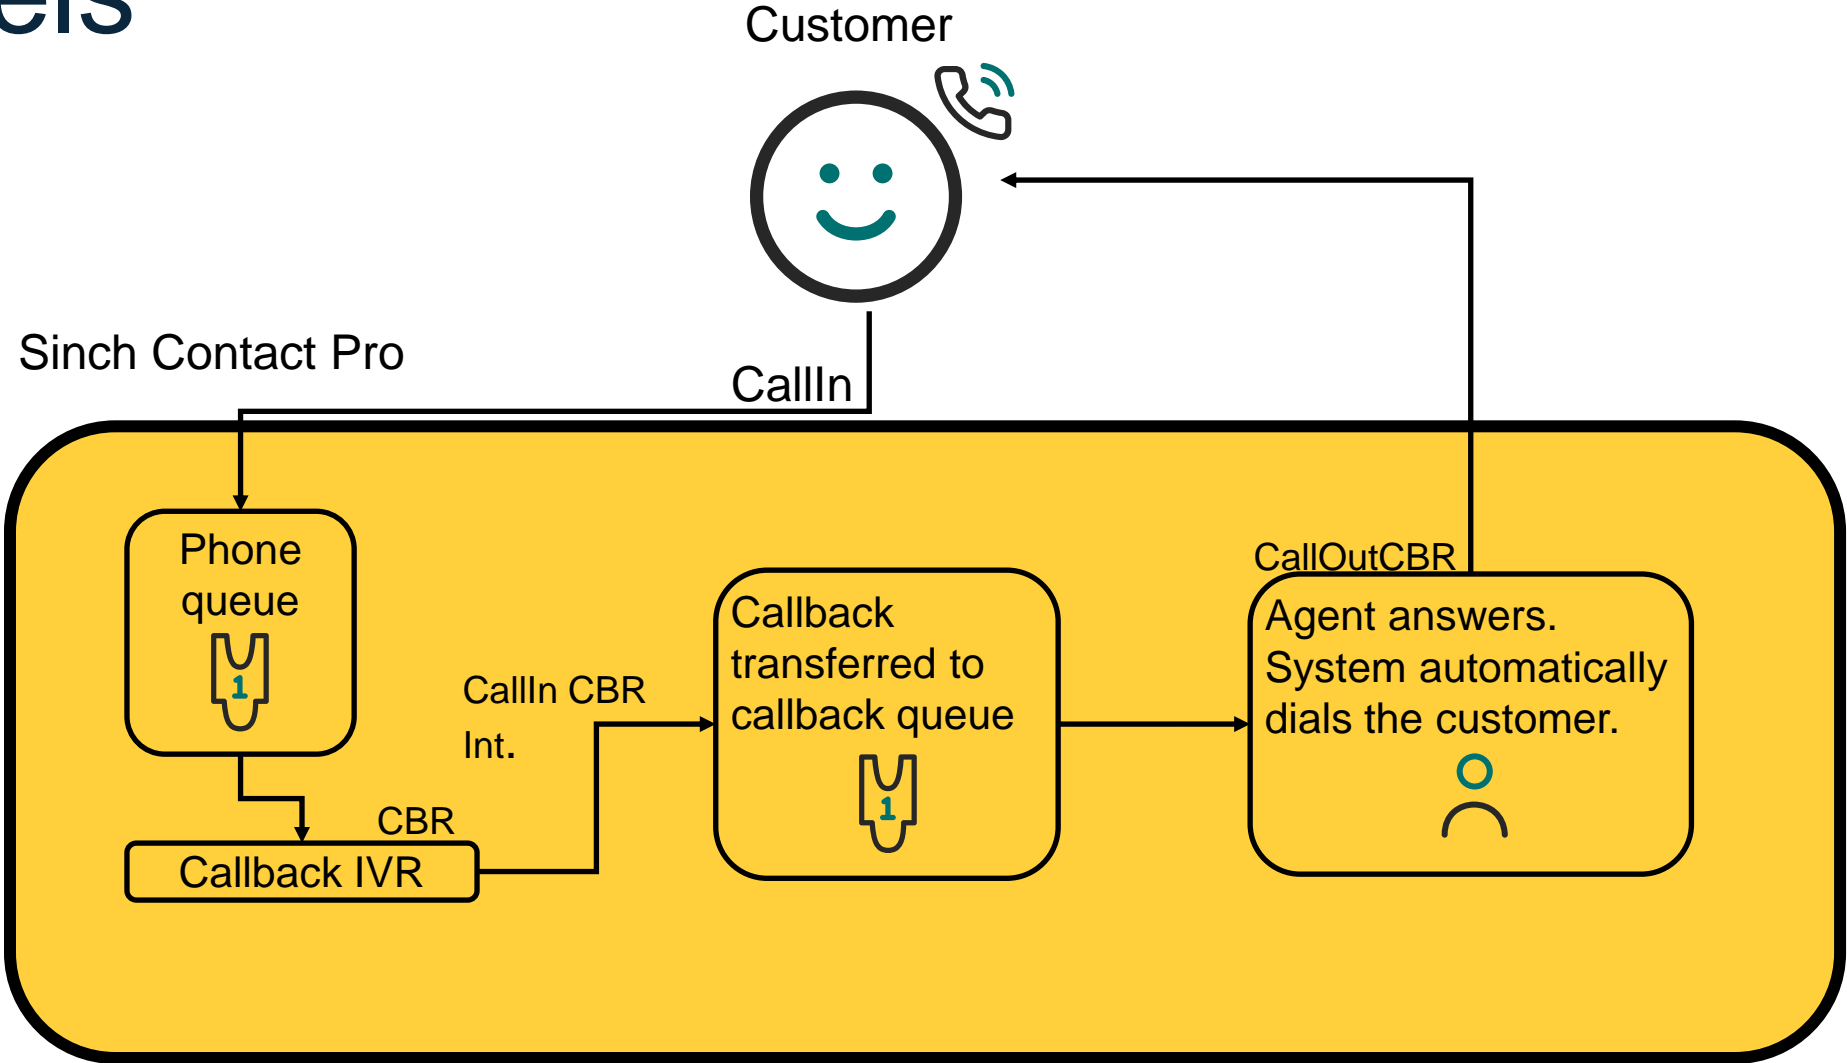 Customer
Sinch Contact Pro
CallIn
Phone
queue
1
CallIn CBR
Int.
CBR
Callback IVR
Callback
transferred to
callback queue
1
CallOutCBR
Agent answers.
System automatically
dials the customer.